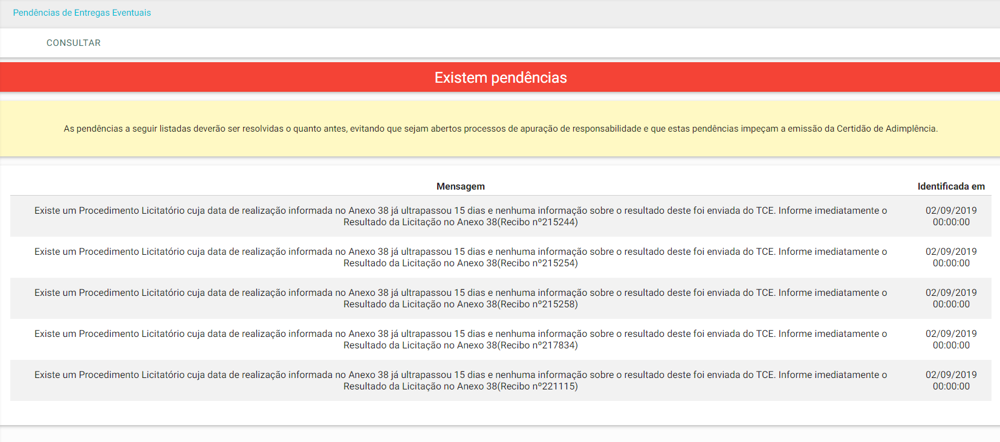 Pendências de Entregas Eventuais
CONSULTAR
Existem pendências
As pendências a seguir listadas deverão ser resolvidas o quanto antes, evitando que sejam abertos processos de apuração de responsabilidade e que estas pendências impeçam a emissão da Certidão de Adimplência.
Mensagem Identificada em
Existe um Procedimento Licitatório cuja data de realização informada no Anexo 38 já ultrapassou 15 dias e nenhuma informação sobre o resultado deste foi enviada do TCE. Informe imediatamente o 02/09/2019
Resultado da Licitação no Anexo 38(Recibo nº215244) 00:00:00
Existe um Procedimento Licitatório cuja data de realização informada no Anexo 38 já ultrapassou 15 dias e nenhuma informação sobre o resultado deste foi enviada do TCE. Informe imediatamente o 02/09/2019
Resultado da Licitação no Anexo 38(Recibo nº215254) 00:00:00
Existe um Procedimento Licitatório cuja data de realização informada no Anexo 38 já ultrapassou 15 dias e nenhuma informação sobre o resultado deste foi enviada do TCE. Informe imediatamente o 02/09/2019
Resultado da Licitação no Anexo 38(Recibo nº215258) 00:00:00
Existe um Procedimento Licitatório cuja data de realização informada no Anexo 38 já ultrapassou 15 dias e nenhuma informação sobre o resultado deste foi enviada do TCE. Informe imediatamente o 02/09/2019
Resultado da Licitação no Anexo 38(Recibo nº217834) 00:00:00
Existe um Procedimento Licitatório cuja data de realização informada no Anexo 38 já ultrapassou 15 dias e nenhuma informação sobre o resultado deste foi enviada do TCE. Informe imediatamente o 02/09/2019
Resultado da Licitação no Anexo 38(Recibo nº221115) 00:00:00